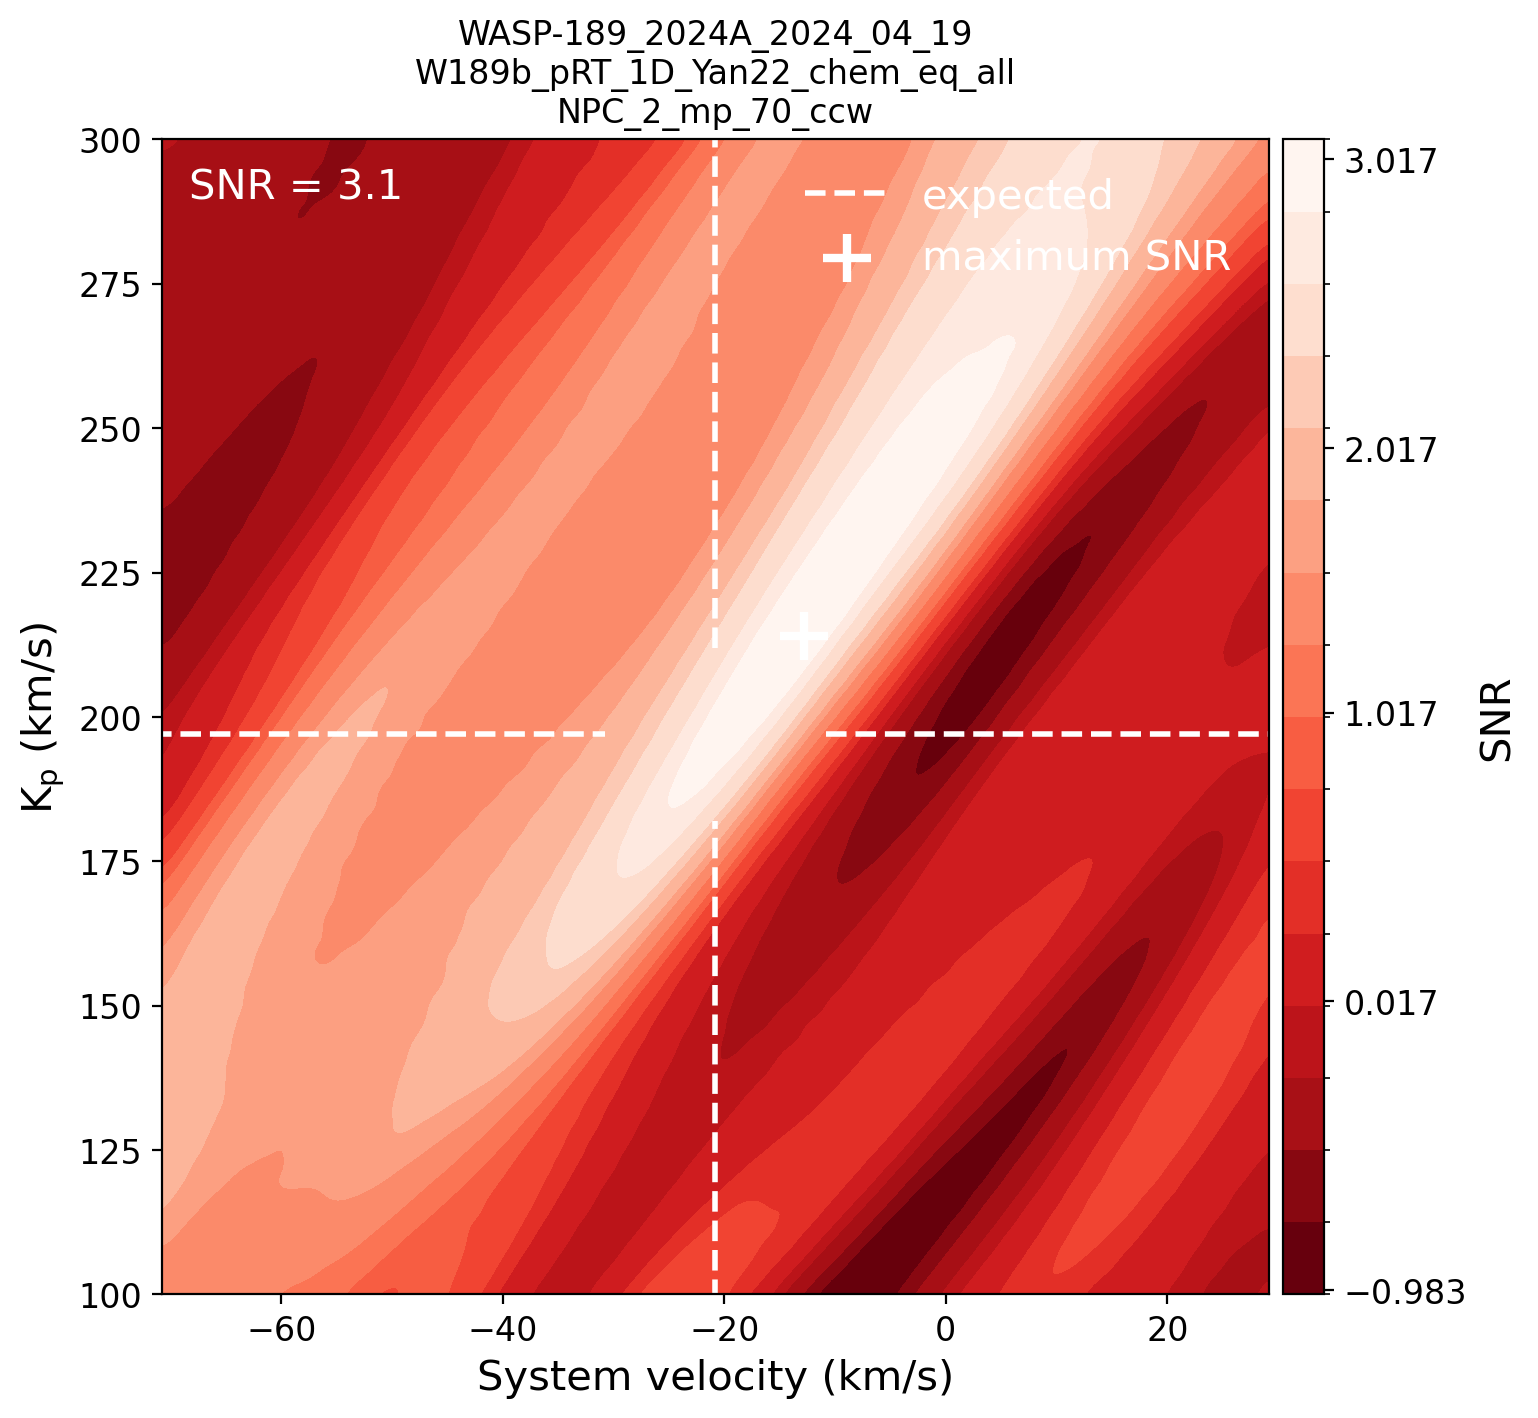 WASP-189_2024A_2024_04_19
W189b_pRT_1D_Yan22_chem_eq_all
NPC_2_mp_70_ccw
SNR = 3.1
expected
maximum SNR
300
275
250
225
200
175
150
125
100
Kp (km/s)
−60
−40
−20
0
20
System velocity (km/s)
3.017
2.017
1.017
0.017
−0.983
SNR